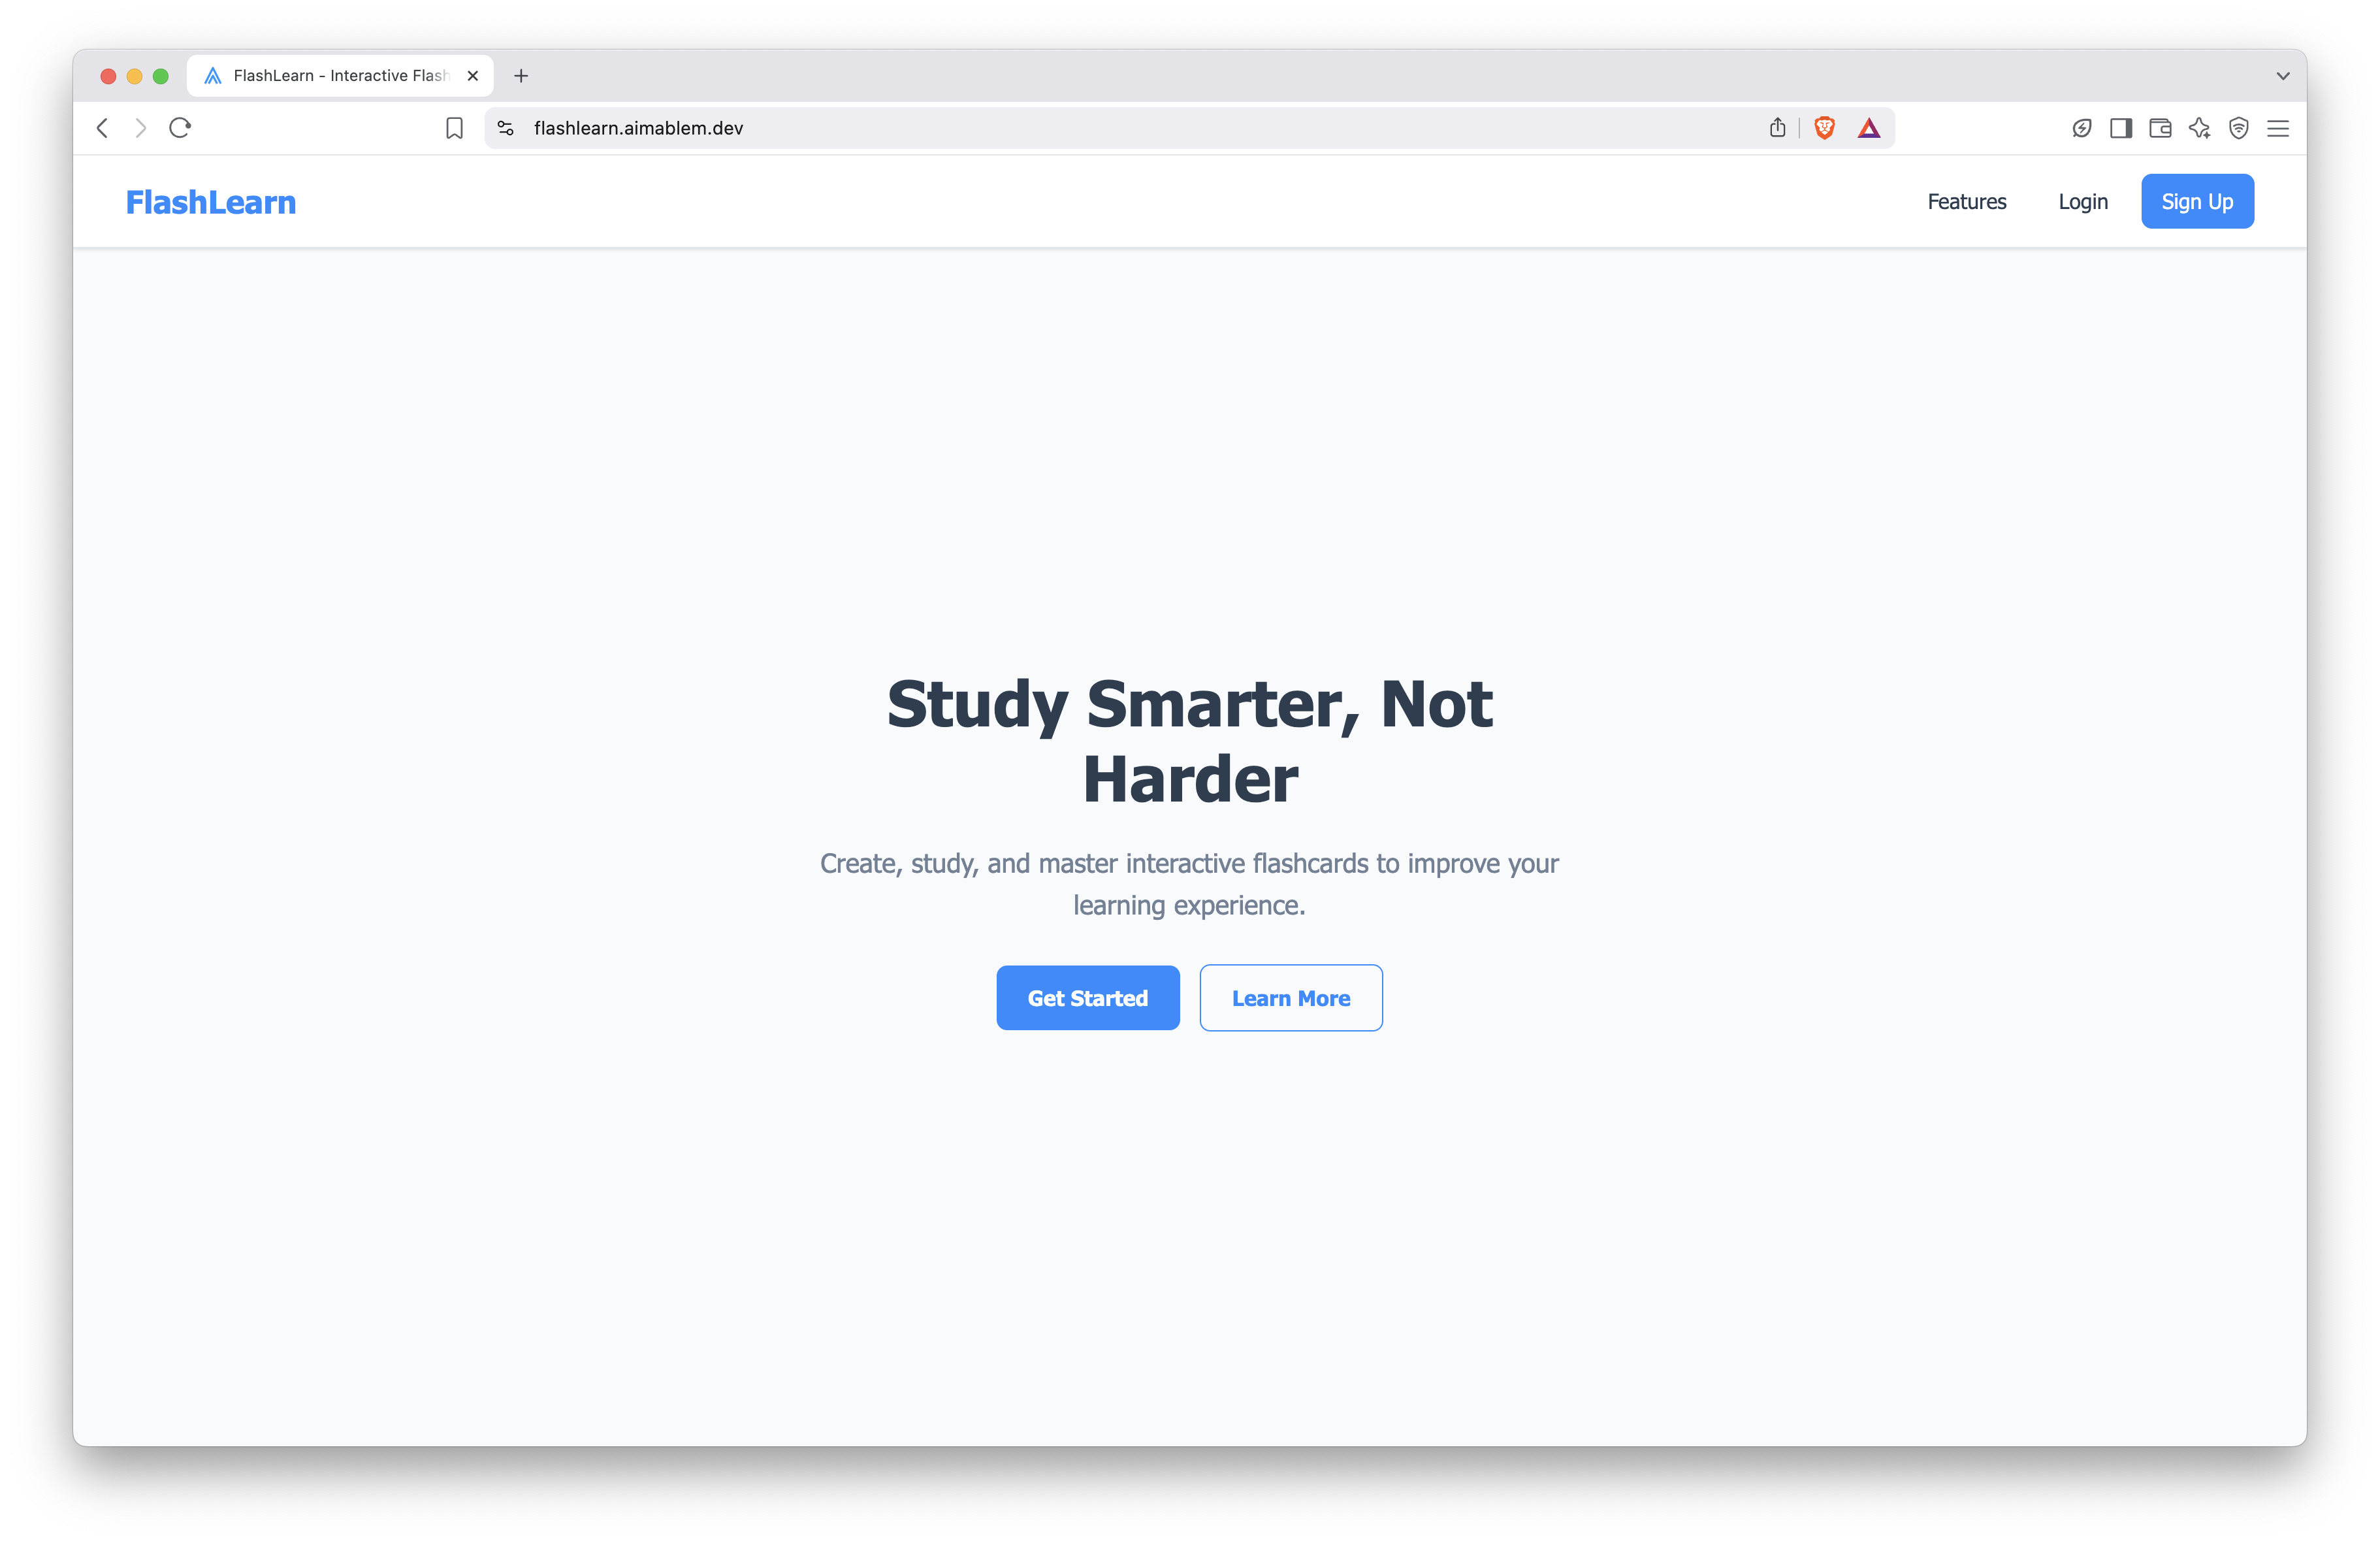 FlashLearn - Interactive Flash
flashlearn.aimablem.dev
FlashLearn
Features
Login
Sign Up
Study Smarter, Not
Harder
Create, study, and master interactive flashcards to improve your
learning experience.
Get Started
Learn More